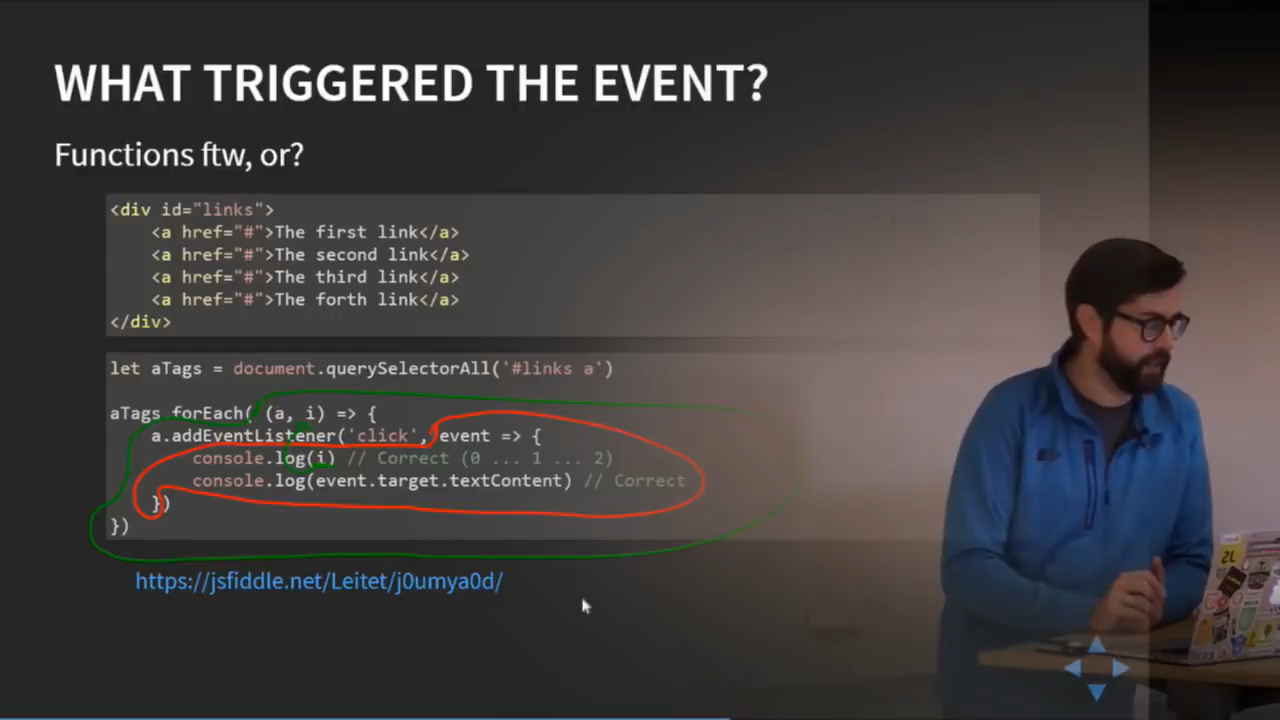 WHAT TRIGGERED THE EVENT?
Functions ftw, or?
<div id="links">
<a href="#">The first link</a>
<a href="#">The second link</a>
<a href="#">The third link</a>
<a href="#">The forth link</a>
</div>
let aTags = document.querySelectorAll('#links a')
aTags.forEach( (a, i) => {
a.addEventListener('click', event => {
console.log(i) // Correct (0 ... 1 ... 2)
console.log(event.target.textContent) // Correct
})
})
https://jsfiddle.net/Leitet/j0umya0d/
2L